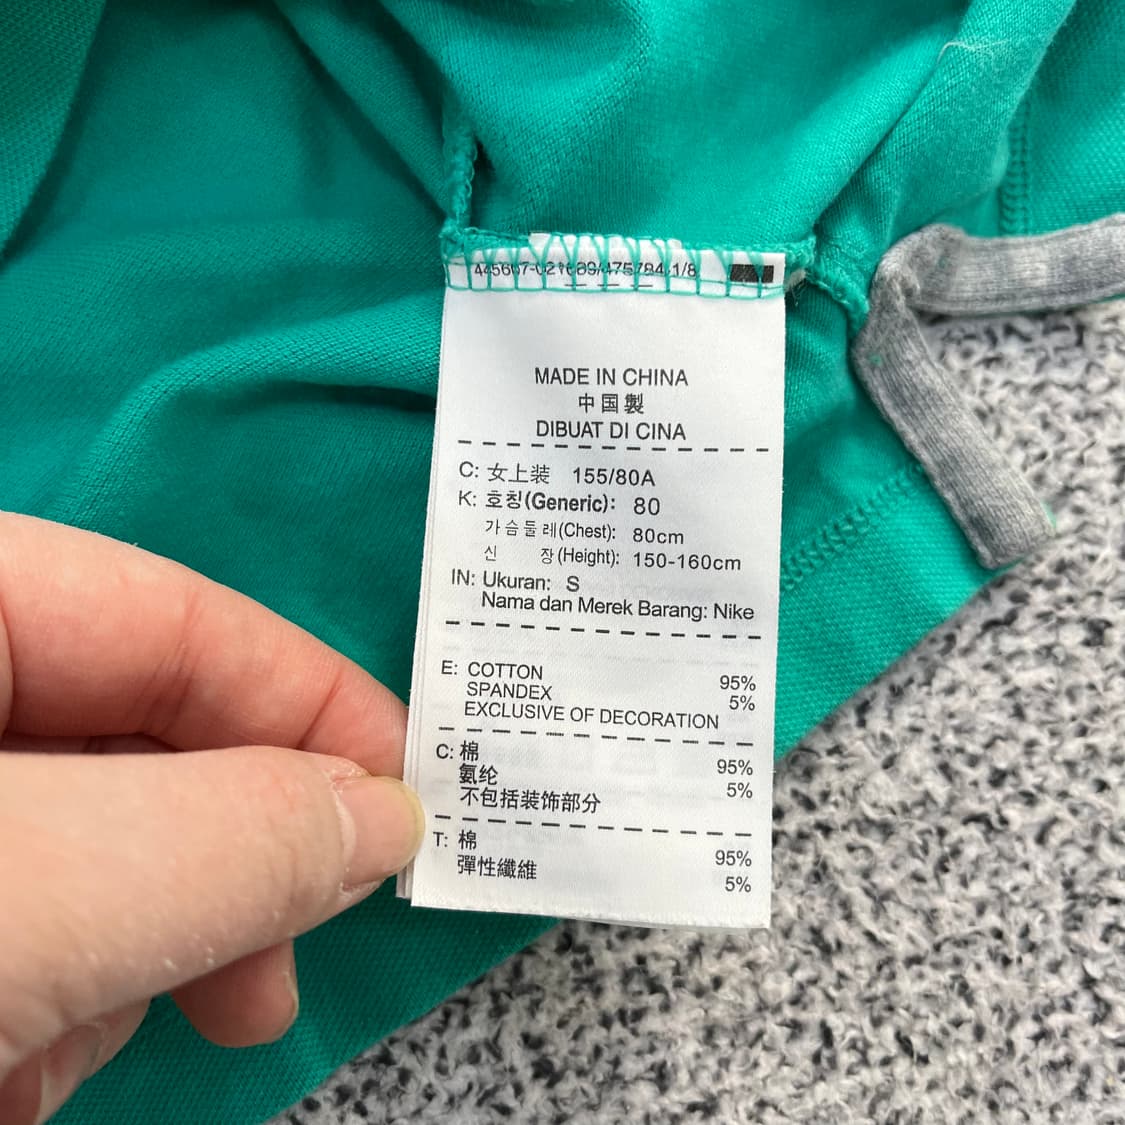 MADE IN CHINA
中国製
DIBUAT DI CINA
C: 女上装 155/80A
K: 호칭(Generic): 80
가슴둘레(Chest): 80cm
신 장(Height): 150-160cm
IN: Ukuran: S
Nama dan Merek Barang: Nike
E: COTTON 95%
SPANDEX 5%
EXCLUSIVE OF DECORATION
C: 棉 95%
氨纶 5%
不包括装饰部分
T: 棉 95%
彈性纖維 5%